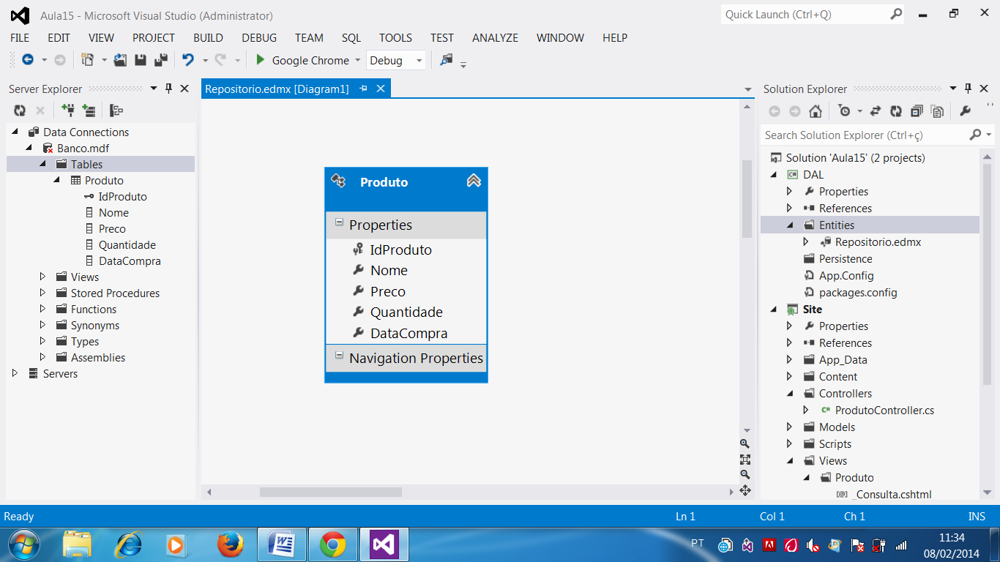 Aula15 - Microsoft Visual Studio (Administrator)
Quick Launch (Ctrl+Q)
FILE EDIT VIEW PROJECT BUILD DEBUG TEAM SQL TOOLS TEST ANALYZE WINDOW HELP
Google Chrome Debug
Server Explorer
Data Connections
Banco.mdf
Tables
Produto
IdProduto
Nome
Preco
Quantidade
DataCompra
Views
Stored Procedures
Functions
Synonyms
Types
Assemblies
Servers
Repositorio.edmx [Diagram1]
Produto
Properties
IdProduto
Nome
Preco
Quantidade
DataCompra
Navigation Properties
Solution Explorer
Search Solution Explorer (Ctrl+ç)
Solution 'Aula15' (2 projects)
DAL
Properties
References
Entities
Repositorio.edmx
Persistence
App.Config
packages.config
Site
Properties
References
App_Data
Content
Controllers
ProdutoController.cs
Models
Scripts
Views
Produto
_Consulta.cshtml
Ready Ln 1 Col 1 Ch 1 INS
PT
11:34
08/02/2014